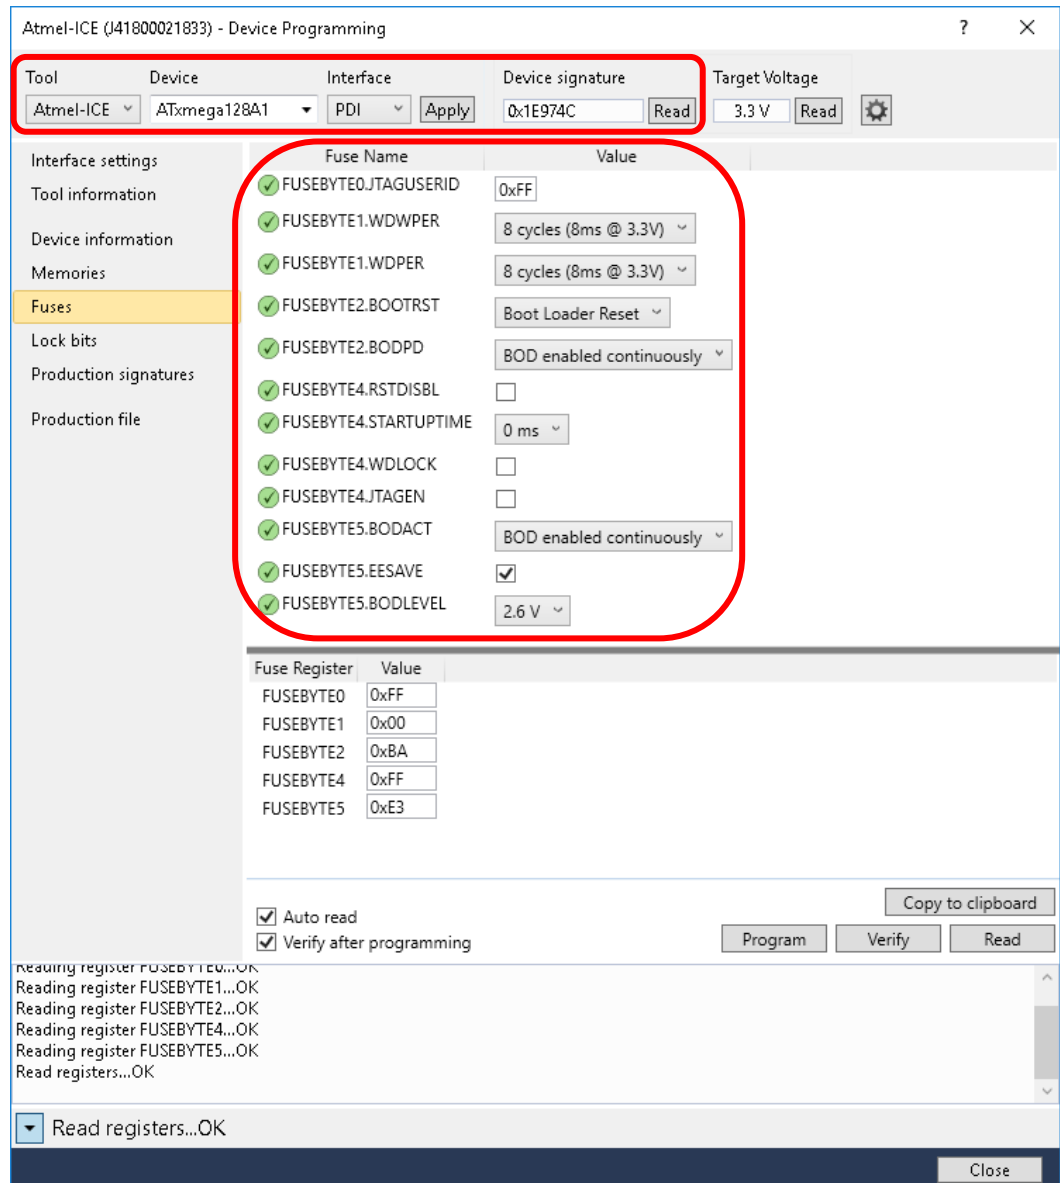 Atmel-ICE (J41800021833) - Device Programming ?
Tool Device Interface Device signature Target Voltage
Atmel-ICE ATxmega128A1 PDI Apply 0x1E974C Read 3.3 V Read
Interface settings
Tool information
Device information
Memories
Fuses
Lock bits
Production signatures
Production file
Fuse Name Value
FUSEBYTE0.JTAGUSERID 0xFF
FUSEBYTE1.WDWPER 8 cycles (8ms @ 3.3V)
FUSEBYTE1.WDPER 8 cycles (8ms @ 3.3V)
FUSEBYTE2.BOOTRST Boot Loader Reset
FUSEBYTE2.BODPD BOD enabled continuously
FUSEBYTE4.RSTDISBL
FUSEBYTE4.STARTUPTIME 0 ms
FUSEBYTE4.WDLOCK
FUSEBYTE4.JTAGEN
FUSEBYTE5.BODACT BOD enabled continuously
FUSEBYTE5.EESAVE
FUSEBYTE5.BODLEVEL 2.6 V
Fuse Register Value
FUSEBYTE0 0xFF
FUSEBYTE1 0x00
FUSEBYTE2 0xBA
FUSEBYTE4 0xFF
FUSEBYTE5 0xE3
Copy to clipboard
Auto read
Verify after programming Program Verify Read
Reading register FUSEBYTE0...OK
Reading register FUSEBYTE1...OK
Reading register FUSEBYTE2...OK
Reading register FUSEBYTE4...OK
Reading register FUSEBYTE5...OK
Read registers...OK
Read registers...OK
Close